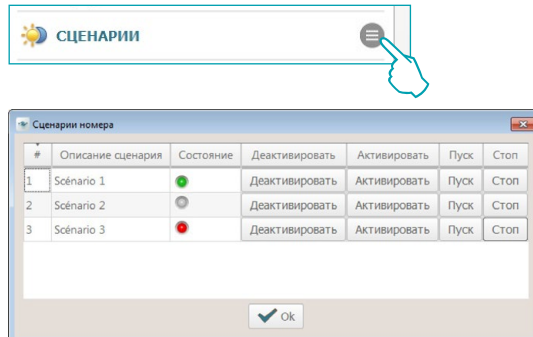 СЦЕНАРИИ
Сценарии номера
# Описание сценария Состояние Деактивировать Активировать Пуск Стоп
1 Scénario 1 Деактивировать Активировать Пуск Стоп
2 Scénario 2 Деактивировать Активировать Пуск Стоп
3 Scénario 3 Деактивировать Активировать Пуск Стоп
Ok